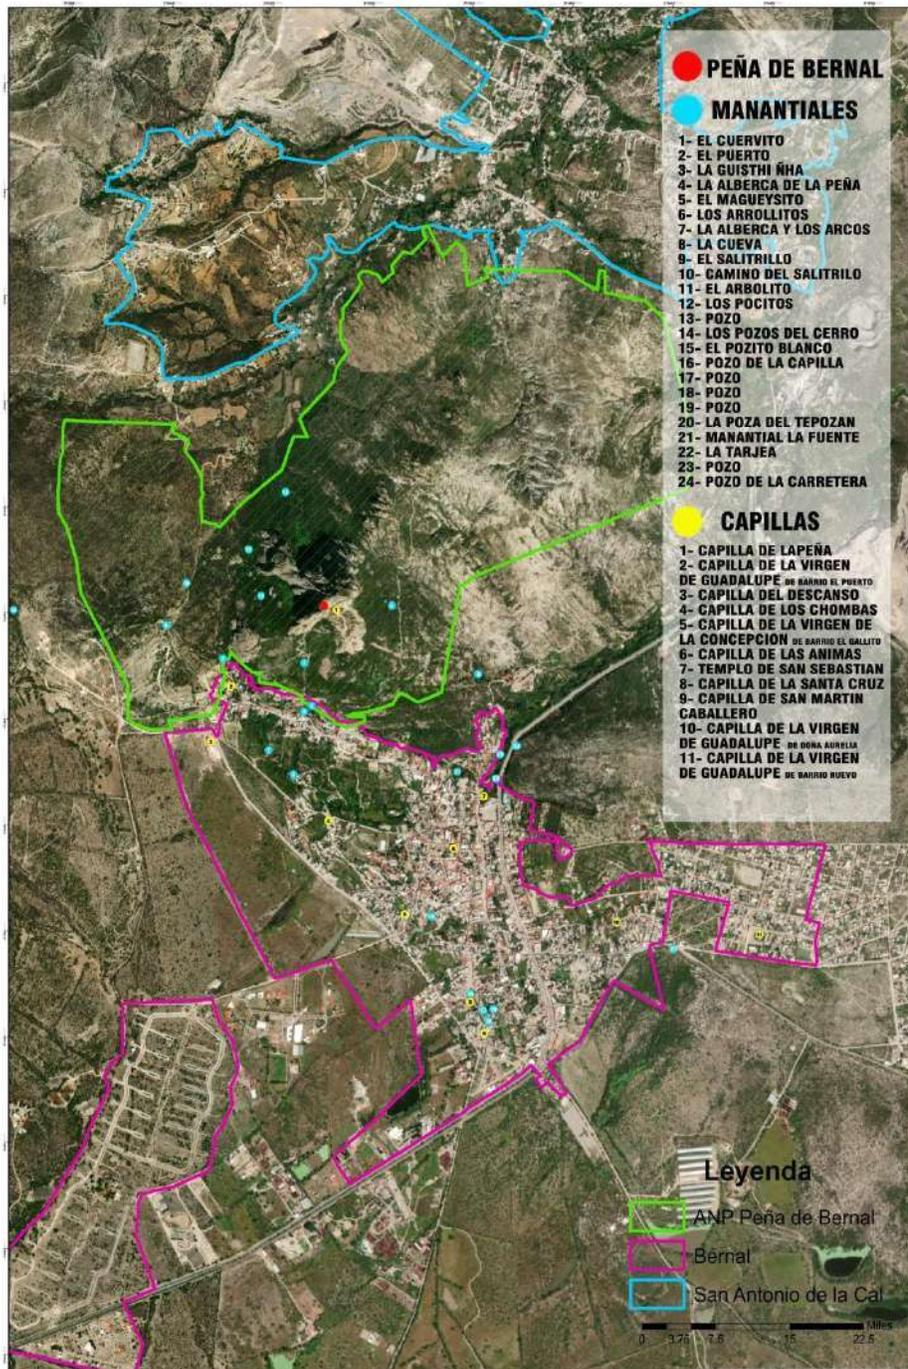 PEÑA DE BERNAL
MANANTIALES
1- EL CUERVITO
2- EL PUERTO
3- LA GUISTHI ÑHA
4- LA ALBERCA DE LA PEÑA
5- EL MAGUEYSITO
6- LOS ARROLLITOS
7- LA ALBERCA Y LOS ARCOS
8- LA CUEVA
9- EL SALITRILLO
10- CAMINO DEL SALITRILO
11- EL ARBOLITO
12- LOS POCITOS
13- POZO
14- LOS POZOS DEL CERRO
15- EL POZITO BLANCO
16- POZO DE LA CAPILLA
17- POZO
18- POZO
19- POZO
20- LA POZA DEL TEPOZAN
21- MANANTIAL LA FUENTE
22- LA TARJEA
23- POZO
24- POZO DE LA CARRETERA
CAPILLAS
1- CAPILLA DE LAPEÑA
2- CAPILLA DE LA VIRGEN
DE GUADALUPE DE BARRIO EL PUERTO
3- CAPILLA DEL DESCANSO
4- CAPILLA DE LOS CHOMBAS
5- CAPILLA DE LA VIRGEN DE
LA CONCEPCION DE BARRIO EL GALLITO
6- CAPILLA DE LAS ANIMAS
7- TEMPLO DE SAN SEBASTIAN
8- CAPILLA DE LA SANTA CRUZ
9- CAPILLA DE SAN MARTIN
CABALLERO
10- CAPILLA DE LA VIRGEN
DE GUADALUPE DE DOÑA AURELIA
11- CAPILLA DE LA VIRGEN
DE GUADALUPE DE BARRIO NUEVO
Leyenda
ANP Peña de Bernal
Bernal
San Antonio de la Cal
Miles
0 3.75 7.5 15 22.5